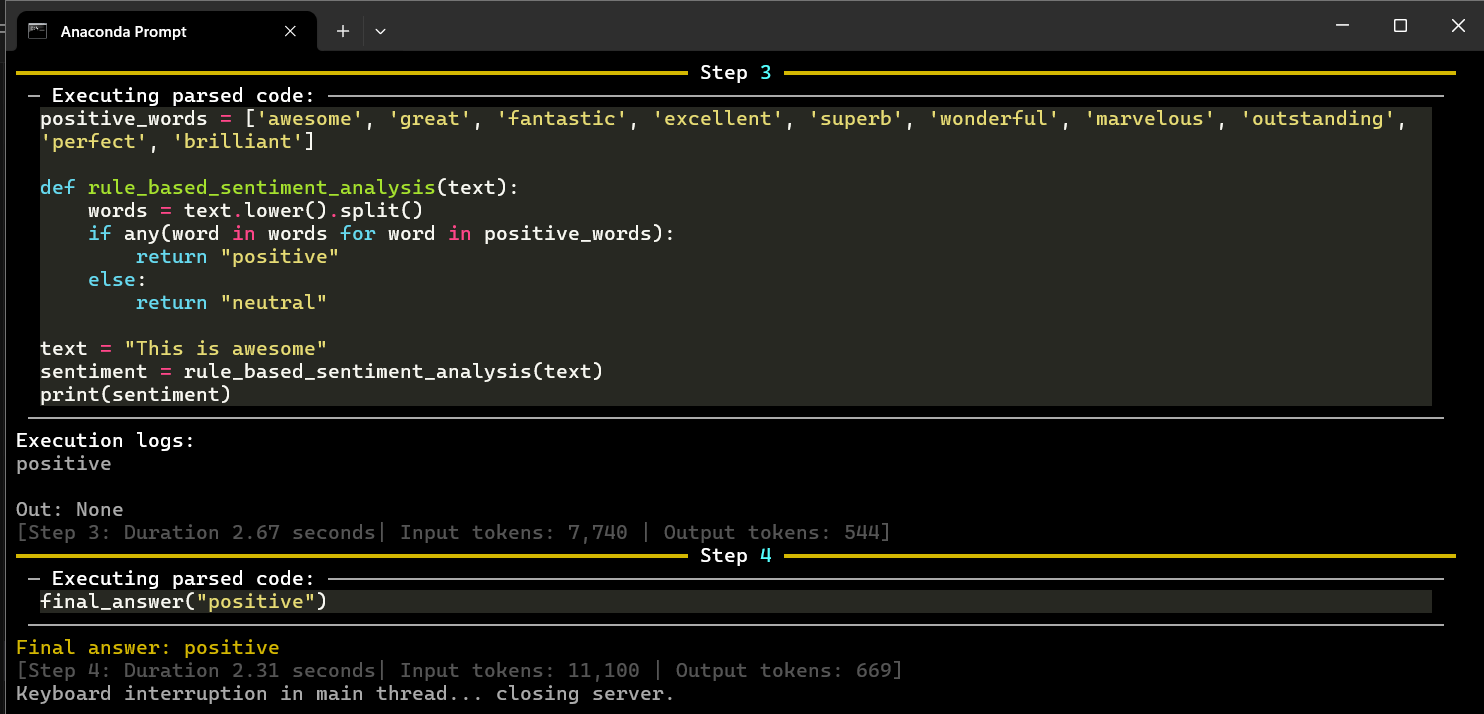 Anaconda Prompt
Step 3
Executing parsed code:
positive_words = ['awesome', 'great', 'fantastic', 'excellent', 'superb', 'wonderful', 'marvelous', 'outstanding',
'perfect', 'brilliant']
def rule_based_sentiment_analysis(text):
    words = text.lower().split()
    if any(word in words for word in positive_words):
        return "positive"
    else:
        return "neutral"
text = "This is awesome"
sentiment = rule_based_sentiment_analysis(text)
print(sentiment)
Execution logs:
positive
Out: None
[Step 3: Duration 2.67 seconds| Input tokens: 7,740 | Output tokens: 544]
Step 4
Executing parsed code:
final_answer("positive")
Final answer: positive
[Step 4: Duration 2.31 seconds| Input tokens: 11,100 | Output tokens: 669]
Keyboard interruption in main thread... closing server.